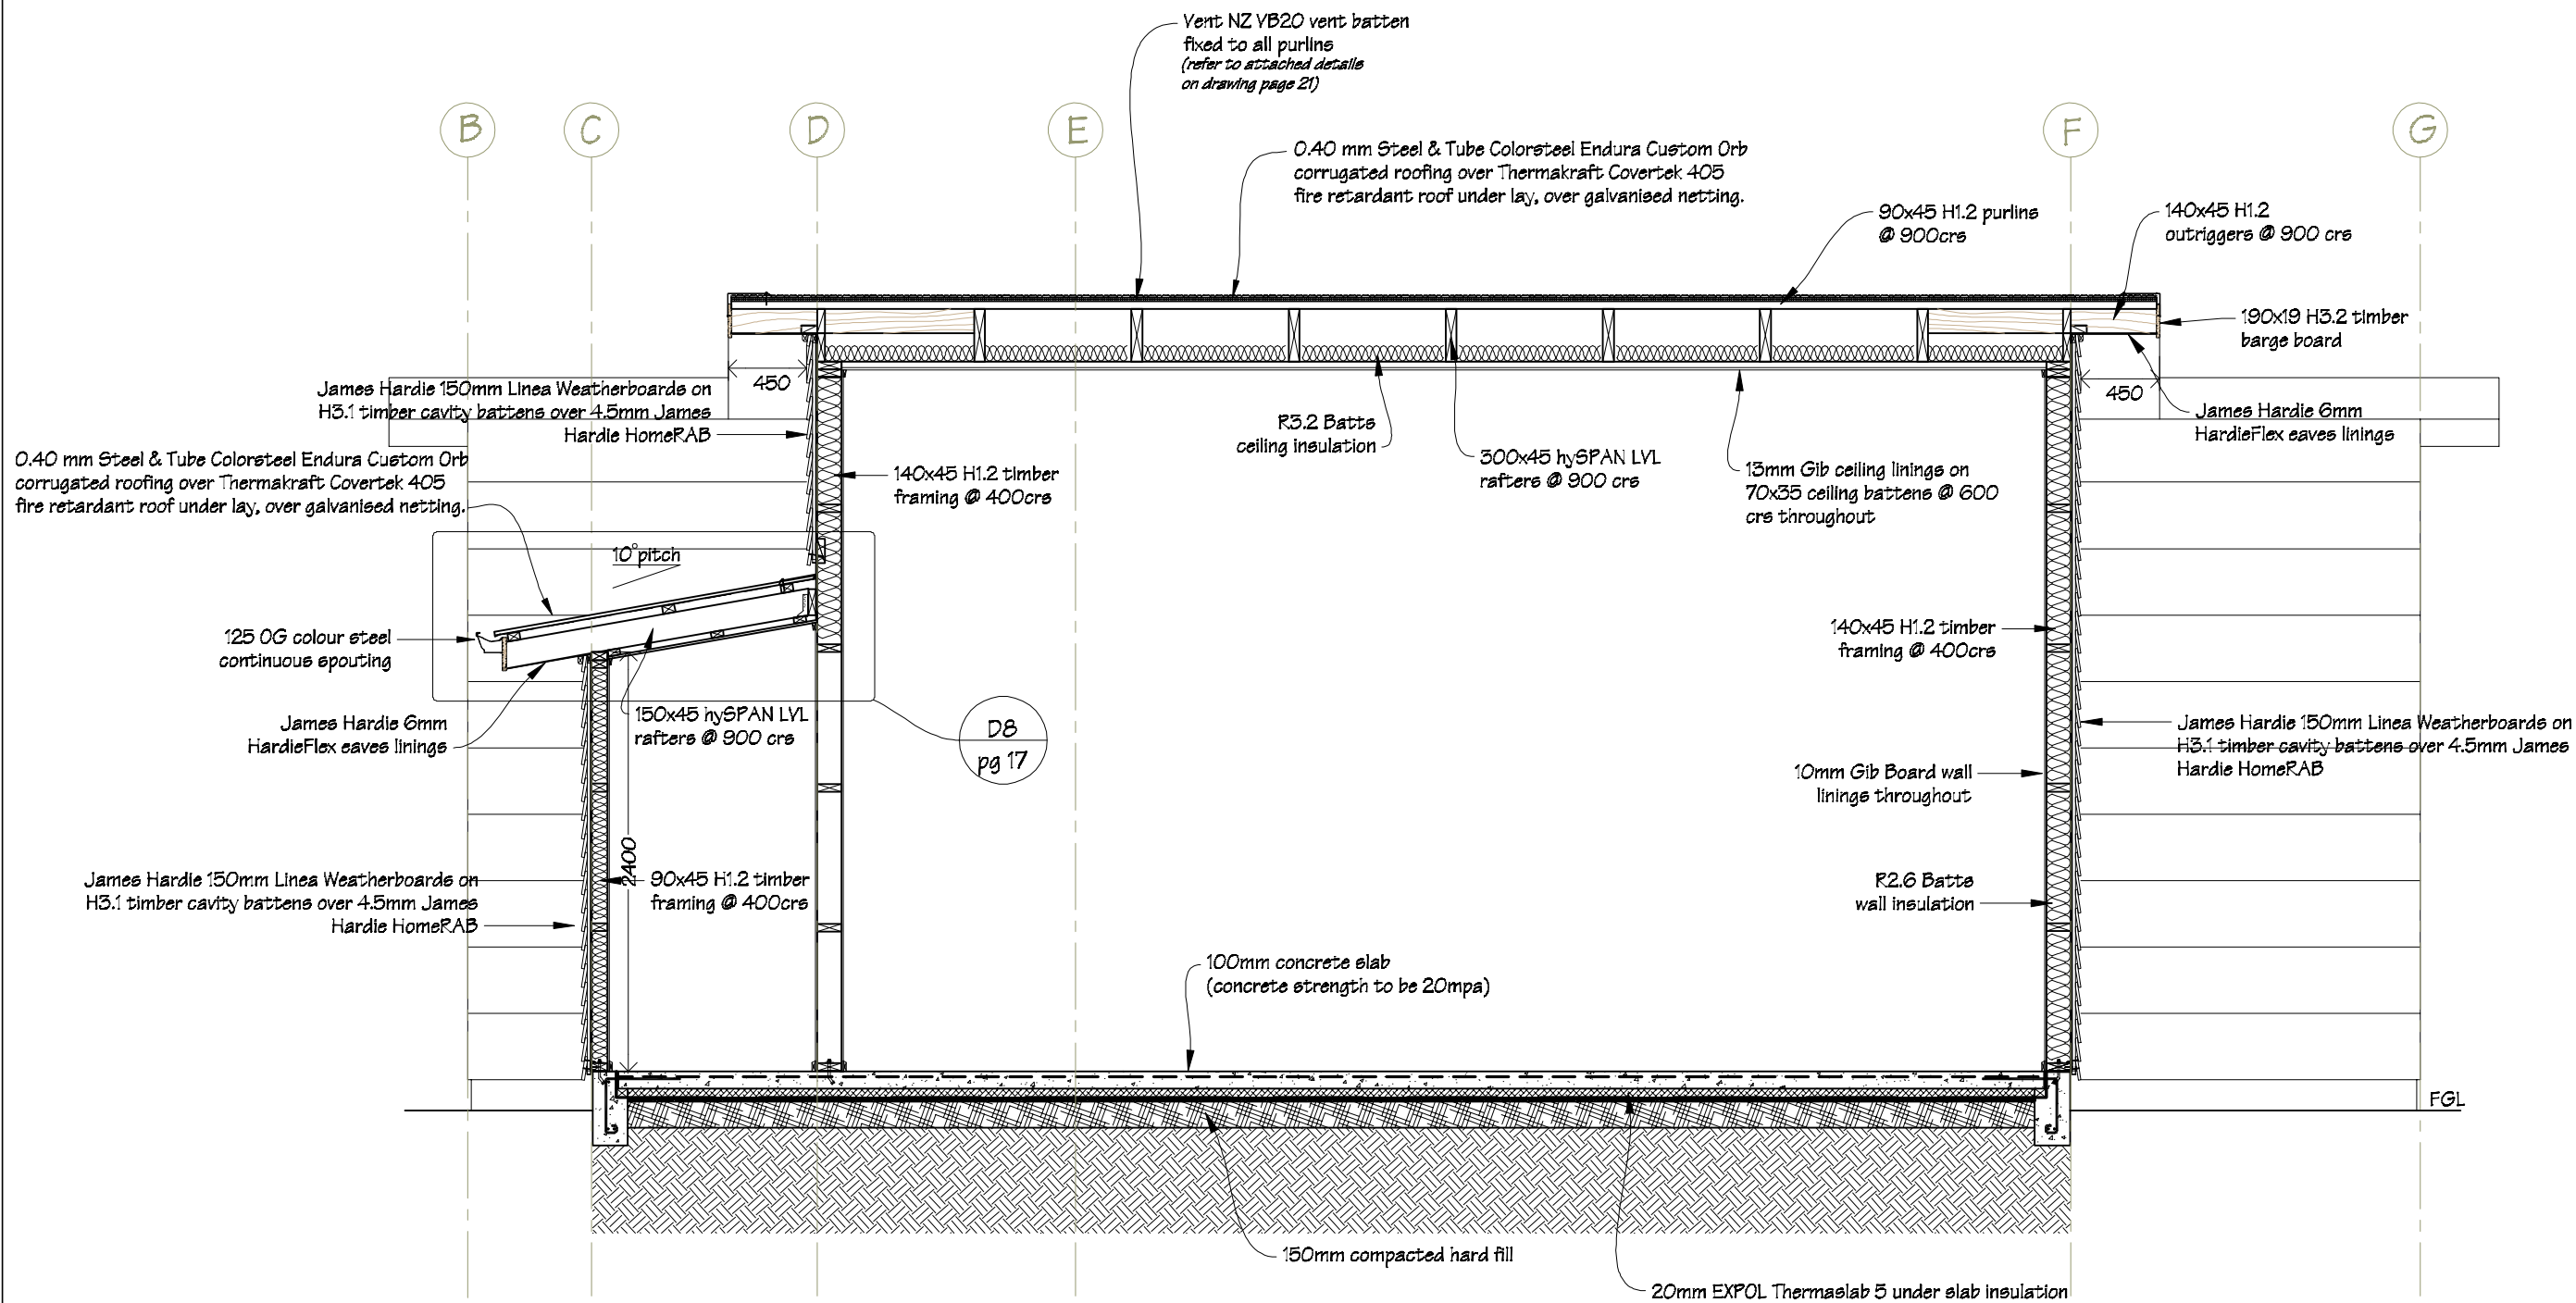 Vent NZ VB20 vent batten
fixed to all purlins
(refer to attached details
on drawing page 21)
B
C
D
E
F
G
0.40 mm Steel & Tube Colorsteel Endura Custom Orb
corrugated roofing over Thermakraft Covertek 405
fire retardant roof under lay, over galvanised netting.
90x45 H1.2 purlins
@ 900crs
140x45 H1.2
outriggers @ 900 crs
190x19 H3.2 timber
barge board
450
450
James Hardie 150mm Linea Weatherboards on
H3.1 timber cavity battens over 4.5mm James
Hardie HomeRAB
James Hardie 6mm
HardieFlex eaves linings
R3.2 Batts
ceiling insulation
300x45 hySPAN LVL
rafters @ 900 crs
13mm Gib ceiling linings on
70x35 ceiling battens @ 600
crs throughout
0.40 mm Steel & Tube Colorsteel Endura Custom Orb
corrugated roofing over Thermakraft Covertek 405
fire retardant roof under lay, over galvanised netting.
140x45 H1.2 timber
framing @ 400crs
10° pitch
125 OG colour steel
continuous spouting
140x45 H1.2 timber
framing @ 400crs
James Hardie 6mm
HardieFlex eaves linings
150x45 hySPAN LVL
rafters @ 900 crs
D8
pg 17
James Hardie 150mm Linea Weatherboards on
H3.1 timber cavity battens over 4.5mm James
Hardie HomeRAB
10mm Gib Board wall
linings throughout
2400
James Hardie 150mm Linea Weatherboards on
H3.1 timber cavity battens over 4.5mm James
Hardie HomeRAB
90x45 H1.2 timber
framing @ 400crs
R2.6 Batts
wall insulation
100mm concrete slab
(concrete strength to be 20mpa)
FGL
150mm compacted hard fill
20mm EXPOL Thermaslab 5 under slab insulation